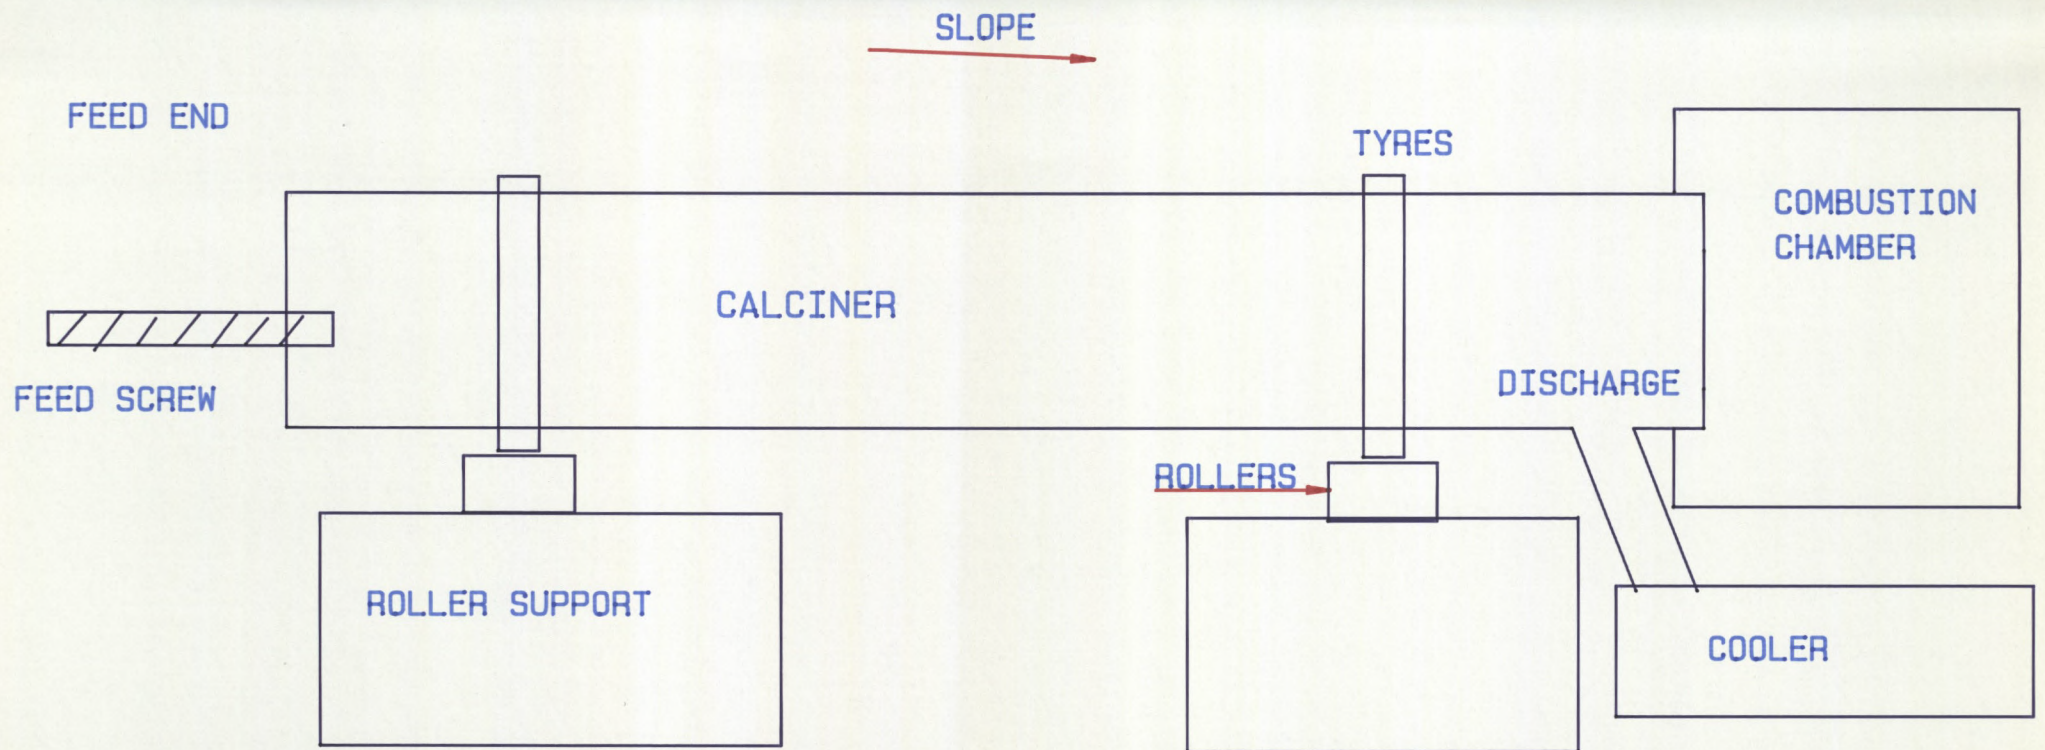 SLOPE
FEED END
TYRES
COMBUSTION
CHAMBER
CALCINER
DISCHARGE
FEED SCREW
ROLLERS
ROLLER SUPPORT
COOLER